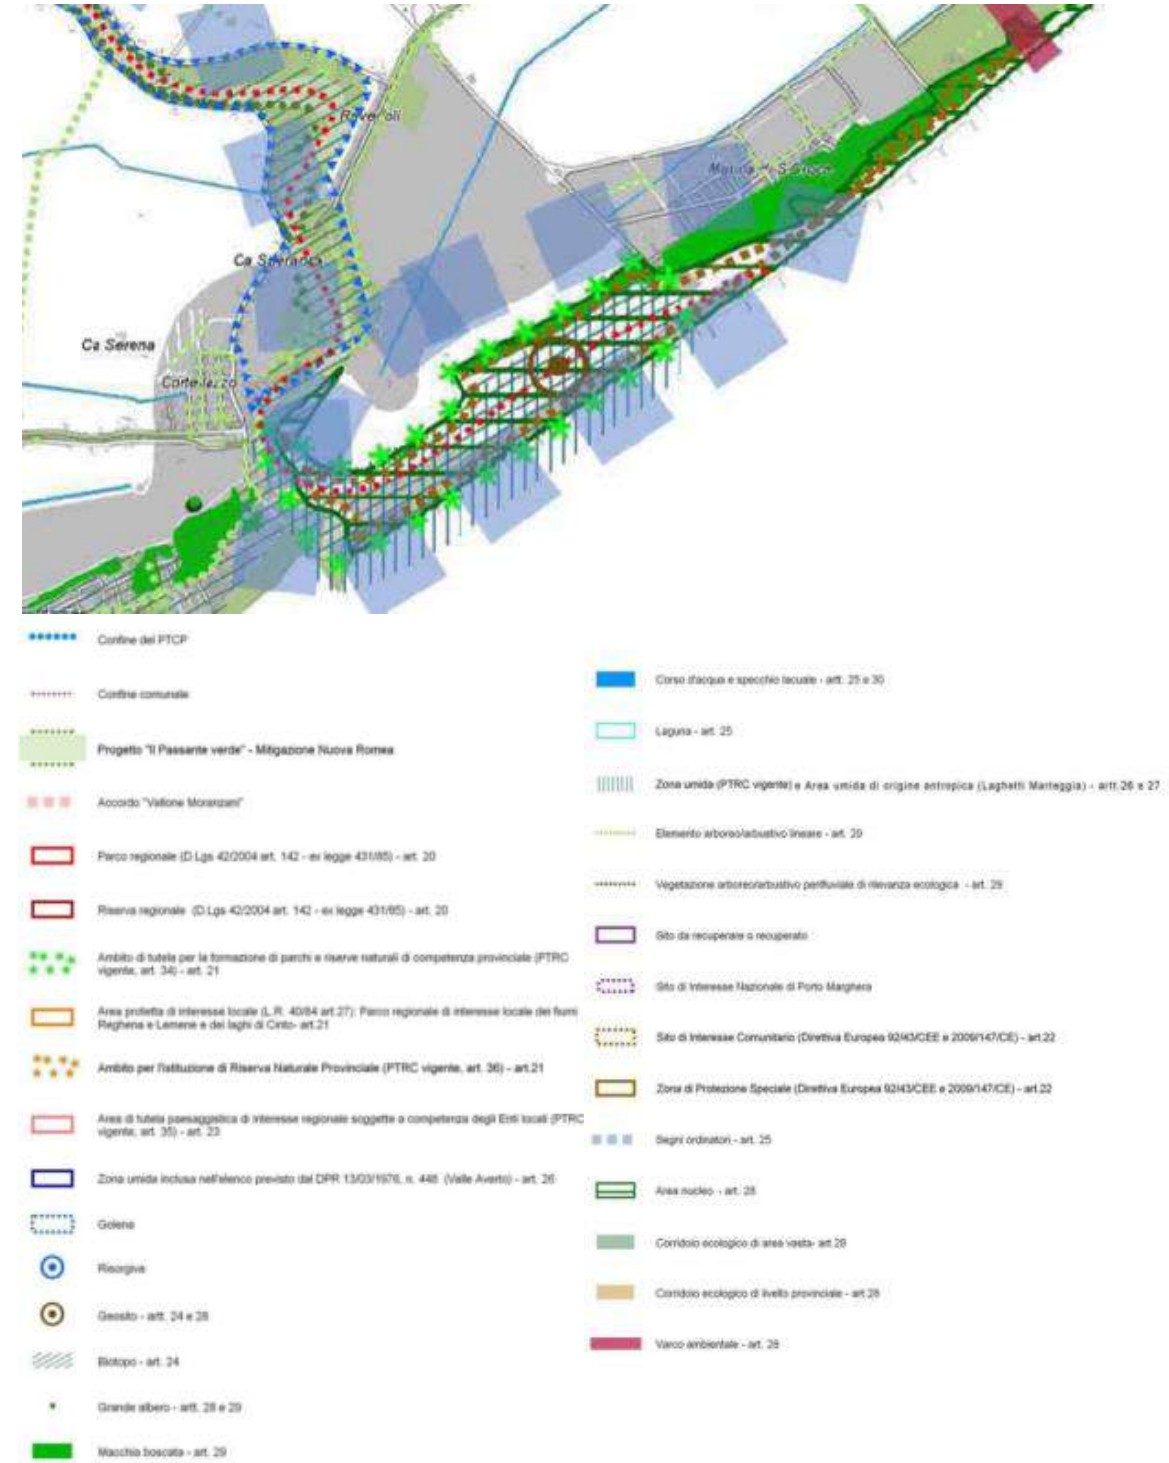 Ca Speranza
Ca Serena
Cortellazzo
Confine del PTCP
Confine comunale
Progetto "Il Passante verde" - Mitigazione Nuova Romea
Accordo "Vallone Moranzani"
Parco regionale (D.Lgs 42/2004 art. 142 - ex legge 431/85) - art. 20
Riserva regionale (D.Lgs 42/2004 art. 142 - ex legge 431/85) - art. 20
Ambito di tutela per la formazione di parchi e riserve naturali di competenza provinciale (PTRC
vigente, art. 34) - art. 21
Area protetta di interesse locale (L.R. 40/84 art.27): Parco regionale di interesse locale dei fiumi
Reghena e Lemene e dei laghi di Cinto- art.21
Ambito per l'istituzione di Riserva Naturale Provinciale (PTRC vigente, art. 36) - art.21
Area di tutela paesaggistica di interesse regionale soggette a competenza degli Enti locali (PTRC
vigente, art. 35) - art. 23
Zona umida inclusa nell'elenco previsto dal DPR 13/03/1976, n. 448 (Valle Averto) - art. 26
Golena
Risorgiva
Geosito - artt. 24 e 28
Biotopo - art. 24
Grande albero - artt. 28 e 29
Macchia boscata - art. 29
Corso d'acqua e specchio lacuale - artt. 25 e 30
Laguna - art. 25
Zona umida (PTRC vigente) e Area umida di origine antropica (Laghetti Marteggia) - artt.26 e 27
Elemento arboreo/arbustivo lineare - art. 29
Vegetazione arboreo/arbustivo perifluviale di rilevanza ecologica - art. 29
Sito da recuperare o recuperato
Sito di Interesse Nazionale di Porto Marghera
Sito di Interesse Comunitario (Direttiva Europea 92/43/CEE e 2009/147/CE) - art.22
Zona di Protezione Speciale (Direttiva Europea 92/43/CEE e 2009/147/CE) - art.22
Segni ordinatori - art. 25
Area nucleo - art. 28
Corridoio ecologico di area vasta- art.28
Corridoio ecologico di livello provinciale - art.28
Varco ambientale - art. 28